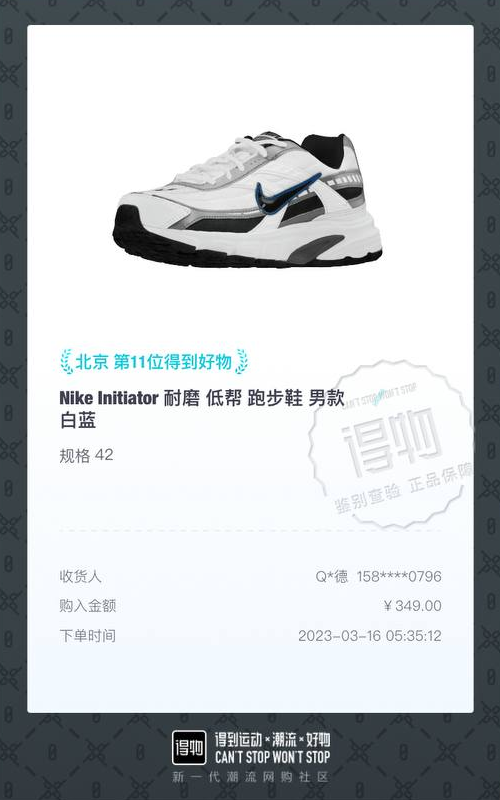 北京 第11位得到好物
Nike Initiator 耐磨 低帮 跑步鞋 男款
白蓝
规格 42
CAN'T STOP WON'T STOP
得物
鉴别查验 正品保障
收货人 Q*德 158****0796
购入金额 ¥349.00
下单时间 2023-03-16 05:35:12
得物
得到运动×潮流×好物
CAN'T STOP WON'T STOP
新一代潮流网购社区